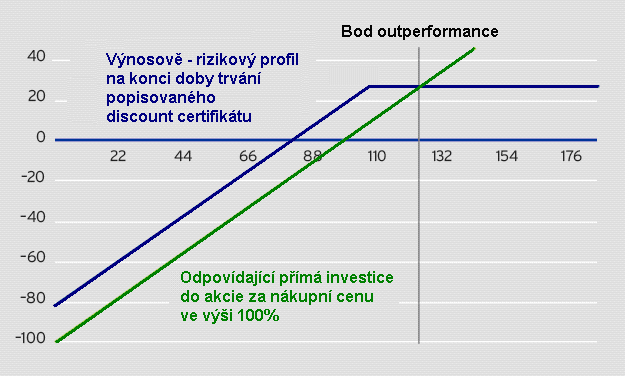 Bod outperformance
40
Výnosově - rizikový profil
na konci doby trvání
popisovaného
discount certifikátu
20
0
22 44 66 88 110 132 154 176
-20
-40
-60
Odpovídající přímá investice
do akcie za nákupní cenu
ve výši 100%
-80
-100